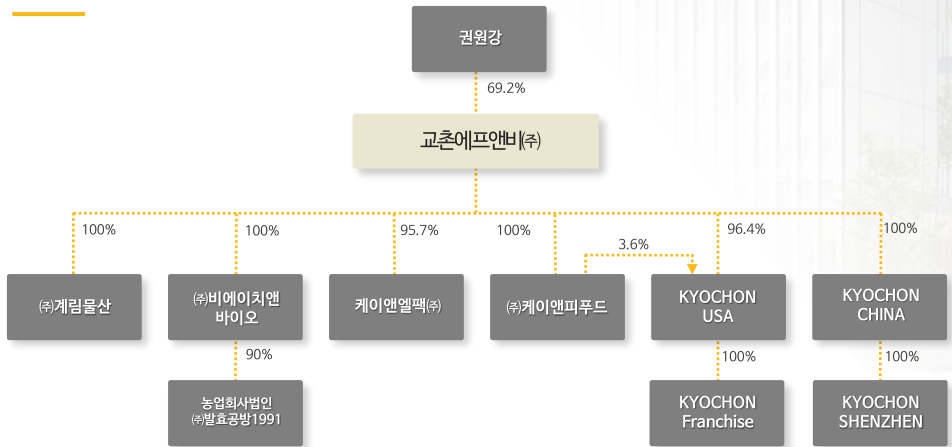 권원강
69.2%
교촌에프앤비㈜
100%
100%
95.7%
100%
96.4%
100%
3.6%
㈜계림물산
㈜비에이치앤
바이오
케이앤엘팩㈜
㈜케이앤피푸드
KYOCHON
USA
KYOCHON
CHINA
90%
100%
100%
농업회사법인
㈜발효공방1991
KYOCHON
Franchise
KYOCHON
SHENZHEN